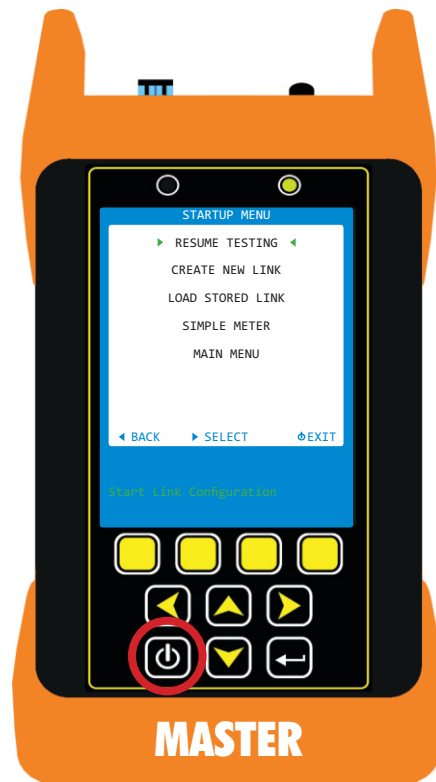 STARTUP MENU
RESUME TESTING
CREATE NEW LINK
LOAD STORED LINK
SIMPLE METER
MAIN MENU
BACK SELECT EXIT
Start Link Configuration
MASTER